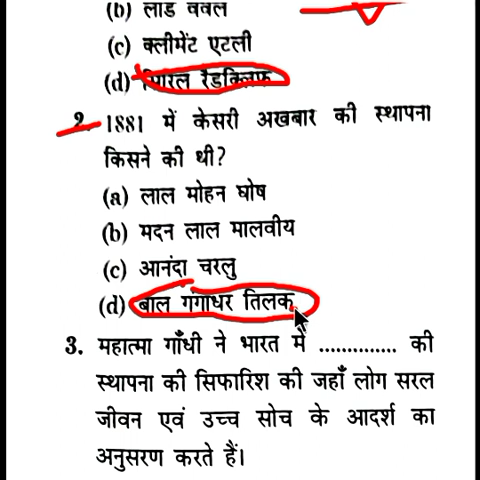 (b) लार्ड वेवल
(c) क्लीमेंट एटली
(d) सिरिल रैडक्लिफ
2. 1881 में केसरी अखबार की स्थापना
किसने की थी?
(a) लाल मोहन घोष
(b) मदन लाल मालवीय
(c) आनंदा चरलु
(d) बाल गंगाधर तिलक
3. महात्मा गाँधी ने भारत में .............. की
स्थापना की सिफारिश की जहाँ लोग सरल
जीवन एवं उच्च सोच के आदर्श का
अनुसरण करते हैं।